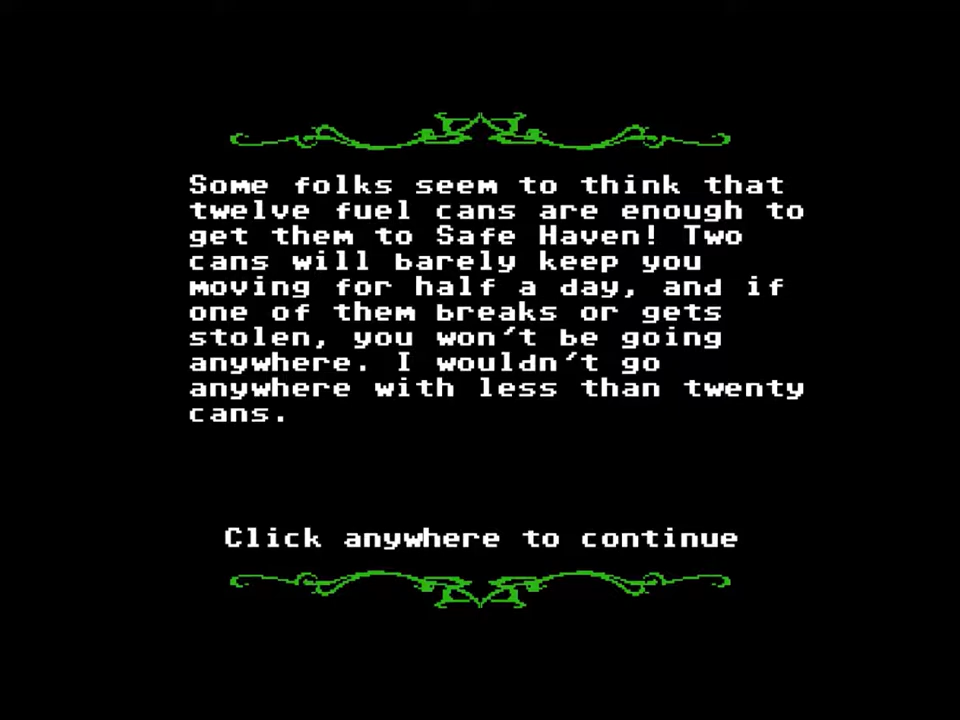 Some folks seem to think that
twelve fuel cans are enough to
get them to Safe Haven! Two
cans will barely keep you
moving for half a day, and if
one of them breaks or gets
stolen, you won't be going
anywhere. I wouldn't go
anywhere with less than twenty
cans.
Click anywhere to continue